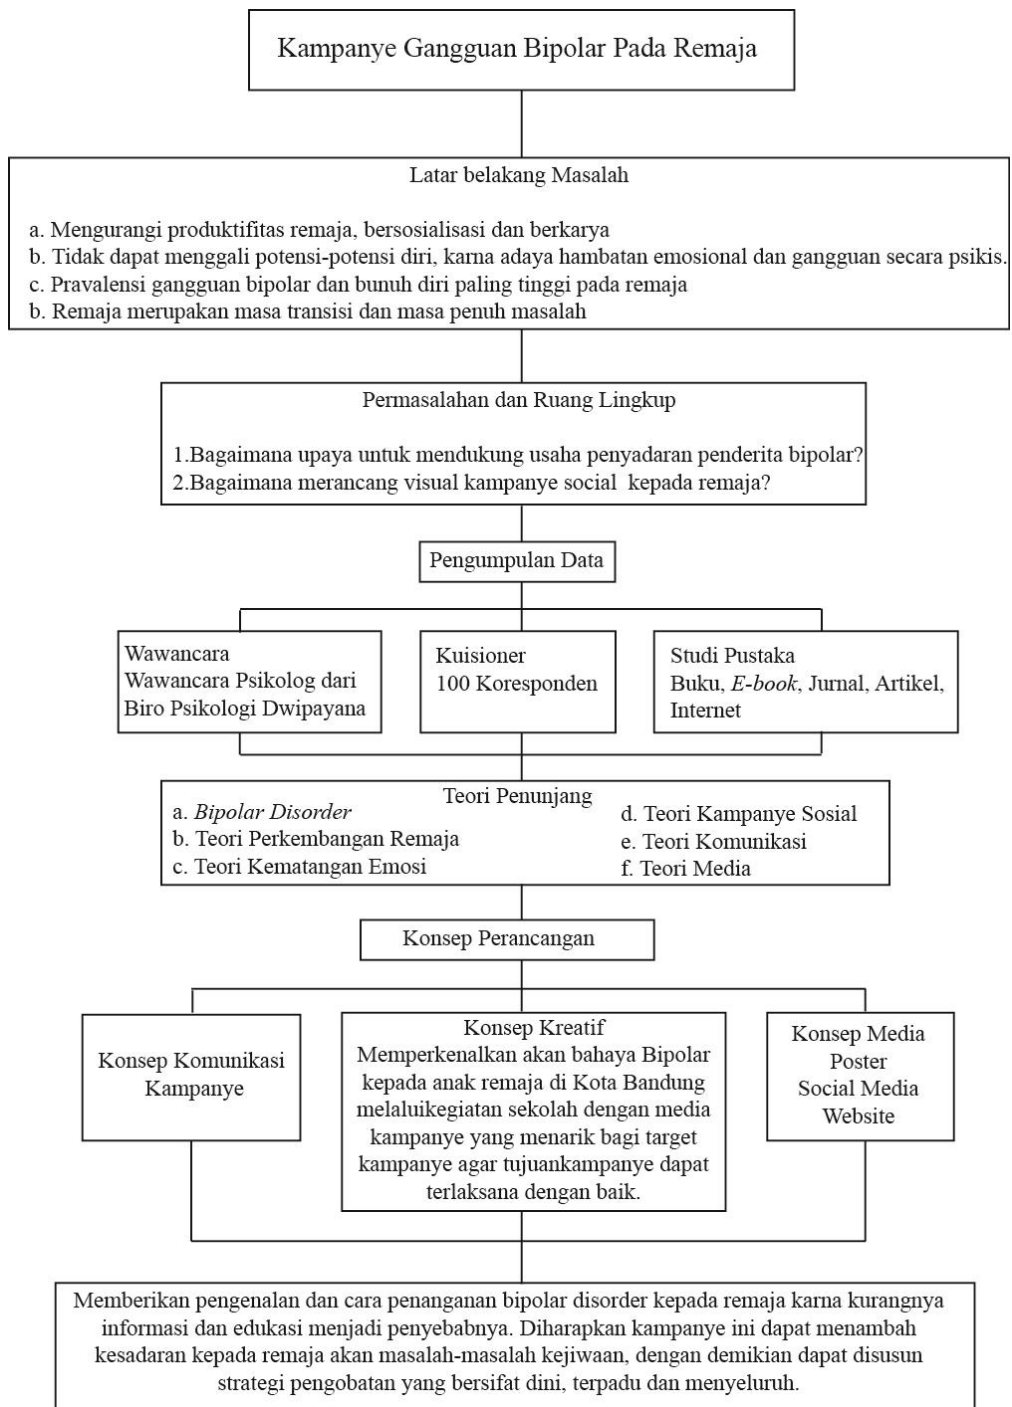 Kampanye Gangguan Bipolar Pada Remaja
Latar belakang Masalah
a. Mengurangi produktifitas remaja, bersosialisasi dan berkarya
b. Tidak dapat menggali potensi-potensi diri, karna adaya hambatan emosional dan gangguan secara psikis.
c. Pravalensi gangguan bipolar dan bunuh diri paling tinggi pada remaja
b. Remaja merupakan masa transisi dan masa penuh masalah
Permasalahan dan Ruang Lingkup
1.Bagaimana upaya untuk mendukung usaha penyadaran penderita bipolar?
2.Bagaimana merancang visual kampanye social  kepada remaja?
Pengumpulan Data
Wawancara
Wawancara Psikolog dari
Biro Psikologi Dwipayana
Kuisioner
100 Koresponden
Studi Pustaka
Buku, E-book, Jurnal, Artikel,
Internet
Teori Penunjang
a. Bipolar Disorder
b. Teori Perkembangan Remaja
c. Teori Kematangan Emosi
d. Teori Kampanye Sosial
e. Teori Komunikasi
f. Teori Media
Konsep Perancangan
Konsep Komunikasi
Kampanye
Konsep Kreatif
Memperkenalkan akan bahaya Bipolar
kepada anak remaja di Kota Bandung
melaluikegiatan sekolah dengan media
kampanye yang menarik bagi target
kampanye agar tujuankampanye dapat
terlaksana dengan baik.
Konsep Media
Poster
Social Media
Website
Memberikan pengenalan dan cara penanganan bipolar disorder kepada remaja karna kurangnya
informasi dan edukasi menjadi penyebabnya. Diharapkan kampanye ini dapat menambah
kesadaran kepada remaja akan masalah-masalah kejiwaan, dengan demikian dapat disusun
strategi pengobatan yang bersifat dini, terpadu dan menyeluruh.